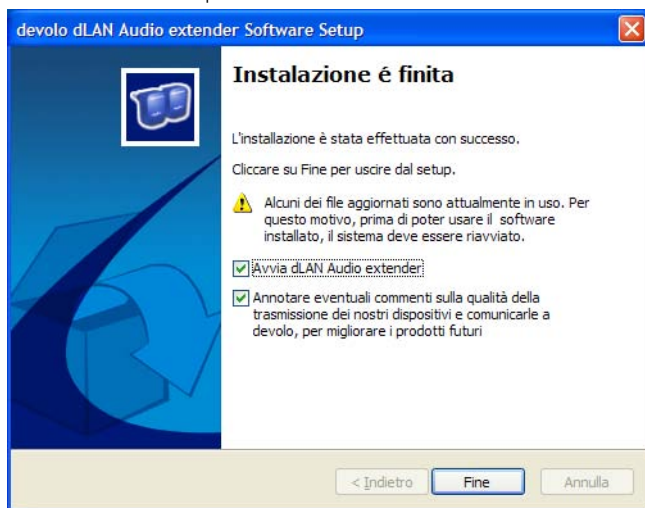 devolo dLAN Audio extender Software Setup
Instalazione é finita
L'installazione è stata effettuata con successo.
Cliccare su Fine per uscire dal setup.
Alcuni dei file aggiornati sono attualmente in uso. Per
questo motivo, prima di poter usare il software
installato, il sistema deve essere riavviato.
Avvia dLAN Audio extender
Annotare eventuali commenti sulla qualità della
trasmissione dei nostri dispositivi e comunicarle a
devolo, per migliorare i prodotti futuri
< Indietro
Fine
Annulla